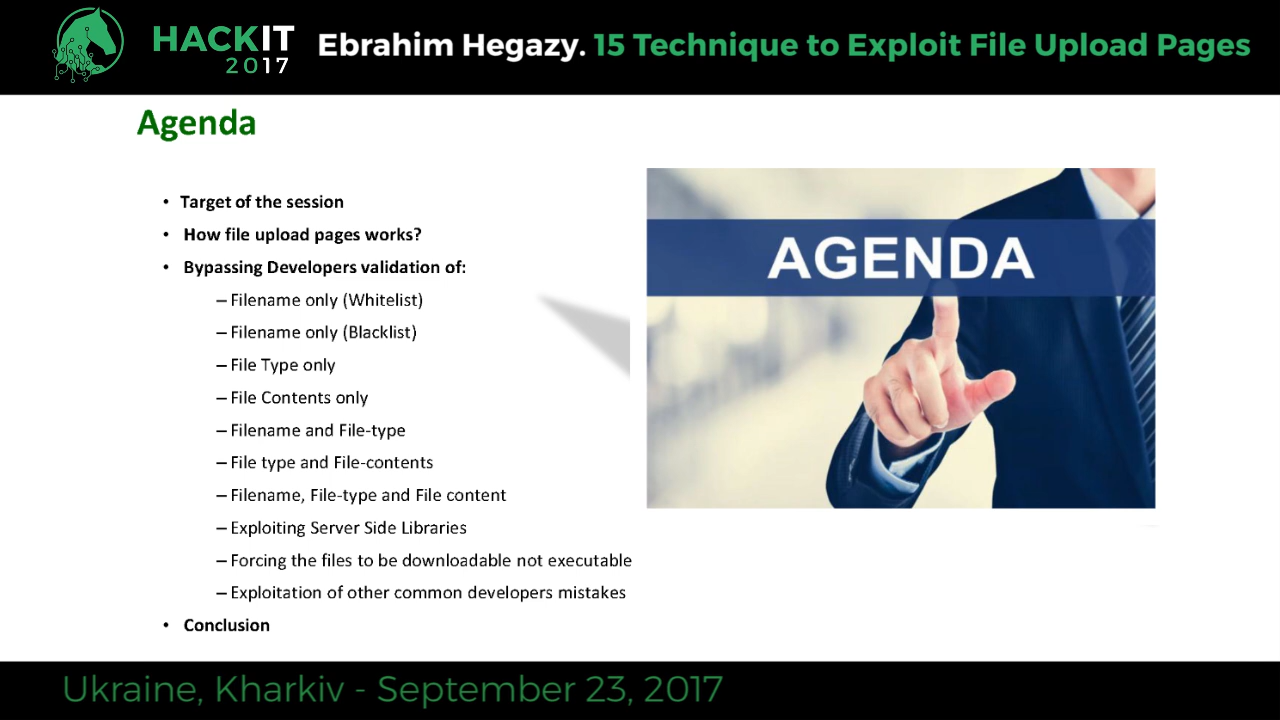 HACKIT
2017
Ebrahim Hegazy. 15 Technique to Exploit File Upload Pages
Agenda
• Target of the session
• How file upload pages works?
• Bypassing Developers validation of:
– Filename only (Whitelist)
– Filename only (Blacklist)
– File Type only
– File Contents only
– Filename and File-type
– File type and File-contents
– Filename, File-type and File content
– Exploiting Server Side Libraries
– Forcing the files to be downloadable not executable
– Exploitation of other common developers mistakes
• Conclusion
AGENDA
Ukraine, Kharkiv - September 23, 2017